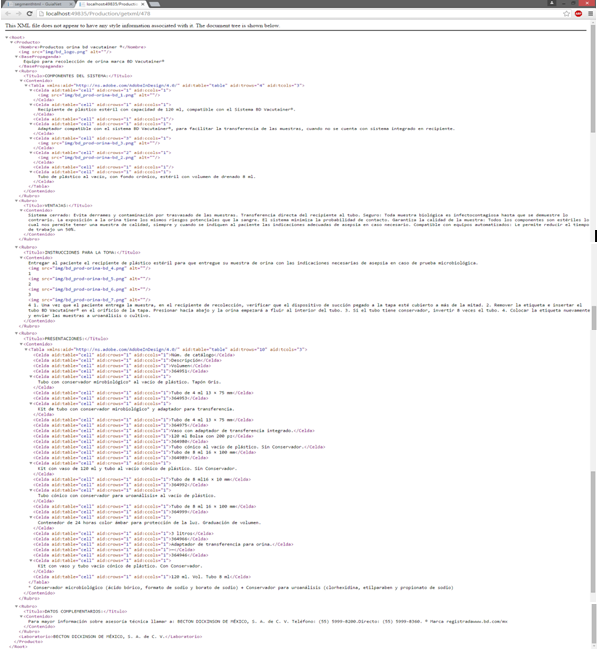 localhost:49635/Production/getxml/470
This XML file does not appear to have any style information associated with it. The document tree is shown below.
▼<Root>
▼<Producto>
<Nombre>Productos orina bd vacutainer ®</Nombre>
<img src="img/bd_logo.png" alt=""/>
▼<BasePropaganda>
Equipo para recolección de orina marca BD Vacutainer®
</BasePropaganda>
▼<Rubro>
<Titulo>COMPONENTES DEL SISTEMA:</Titulo>
▼<Contenido>
▼<Tabla xmlns:aid="http://ns.adobe.com/AdobeInDesign/4.0/" aid:table="table" aid:trows="4" aid:tcols="3">
▼<Celda aid:table="cell" aid:crows="1" aid:ccols="1">
<img src="img/bd_prod-orina-bd_1.png" alt=""/>
</Celda>
▼<Celda aid:table="cell" aid:crows="1" aid:ccols="1">
Recipiente de plástico estéril con capacidad de 120 ml, compatible con el Sistema BD Vacutainer®.
</Celda>
<Celda aid:table="cell" aid:crows="1" aid:ccols="1"/>
▼<Celda aid:table="cell" aid:crows="1" aid:ccols="1">
Adaptador compatible con el sistema BD Vacutainer®, para facilitar la transferencia de las muestras, cuando no se cuenta con sistema integrado en recipiente.
</Celda>
▼<Celda aid:table="cell" aid:crows="3" aid:ccols="1">
<img src="img/bd_prod-orina-bd_3.png" alt=""/>
</Celda>
▼<Celda aid:table="cell" aid:crows="2" aid:ccols="1">
<img src="img/bd_prod-orina-bd_2.png" alt=""/>
</Celda>
<Celda aid:table="cell" aid:crows="1" aid:ccols="1"/>
▼<Celda aid:table="cell" aid:crows="1" aid:ccols="1">
Tubo de plástico al vacío, con fondo cónico, estéril con volumen de drenado 8 ml.
</Celda>
</Tabla>
</Contenido>
</Rubro>
▼<Rubro>
<Titulo>VENTAJAS:</Titulo>
▼<Contenido>
Sistema cerrado: Evita derrames y contaminación por trasvasado de las muestras. Transferencia directa del recipiente al tubo. Seguro: Toda muestra biológica es infectocontagiosa hasta que se demuestre lo
contrario. La exposición a la orina tiene los mismos riesgos potenciales que la sangre. El sistema minimiza la probabilidad de contacto. Garantiza la calidad de la muestra: Todos los componentes son estériles lo
cual nos permite tener una muestra de calidad, siempre y cuando se indiquen al paciente las indicaciones adecuadas de asepsia en caso necesario. Compatible con equipos automatizados: Le permite reducir el tiempo
de trabajo un 50%.
</Contenido>
</Rubro>
▼<Rubro>
<Titulo>INSTRUCCIONES PARA LA TOMA:</Titulo>
▼<Contenido>
Entregar al paciente el recipiente de plástico estéril para que entregue su muestra de orina con las indicaciones necesarias de asepsia en caso de prueba microbiológica.
<img src="img/bd_prod-orina-bd_4.png" alt=""/>
1
<img src="img/bd_prod-orina-bd_5.png" alt=""/>
2
<img src="img/bd_prod-orina-bd_6.png" alt=""/>
3
<img src="img/bd_prod-orina-bd_7.png" alt=""/>
4 1. Una vez que el paciente entrega la muestra, en el recipiente de recolección, verificar que el dispositivo de succión pegado a la tapa esté cubierto a más de la mitad. 2. Remover la etiqueta e insertar el
tubo BD Vacutainer® en el orificio de la tapa. Presionar hacia abajo y la orina empezará a fluir al interior del tubo. 3. Si el tubo tiene conservador, invertir 8 veces el tubo. 4. Colocar la etiqueta nuevamente
y enviar las muestras a uroanálisis o cultivo.
</Contenido>
</Rubro>
▼<Rubro>
<Titulo>PRESENTACIONES:</Titulo>
▼<Contenido>
▼<Tabla xmlns:aid="http://ns.adobe.com/AdobeInDesign/4.0/" aid:table="table" aid:trows="10" aid:tcols="3">
<Celda aid:table="cell" aid:crows="1" aid:ccols="1">Núm. de catálogo</Celda>
<Celda aid:table="cell" aid:crows="1" aid:ccols="1">Descripción</Celda>
<Celda aid:table="cell" aid:crows="1" aid:ccols="1">Volumen</Celda>
<Celda aid:table="cell" aid:crows="1" aid:ccols="1">364951</Celda>
▼<Celda aid:table="cell" aid:crows="1" aid:ccols="1">
Tubo con conservador mirobiológico° al vacío de plástico. Tapón Gris.
</Celda>
<Celda aid:table="cell" aid:crows="1" aid:ccols="1">Tubo de 4 ml 13 × 75 mm</Celda>
<Celda aid:table="cell" aid:crows="1" aid:ccols="1">364953</Celda>
▼<Celda aid:table="cell" aid:crows="1" aid:ccols="1">
Kit de tubo con conservador mirobiológico° y adaptador para transferencia.
</Celda>
<Celda aid:table="cell" aid:crows="1" aid:ccols="1">Tubo de 4 ml 13 × 75 mm</Celda>
<Celda aid:table="cell" aid:crows="1" aid:ccols="1">364975</Celda>
<Celda aid:table="cell" aid:crows="1" aid:ccols="1">Vaso con adaptador de transferencia integrado.</Celda>
<Celda aid:table="cell" aid:crows="1" aid:ccols="1">120 ml Bolsa con 200 pz</Celda>
<Celda aid:table="cell" aid:crows="1" aid:ccols="1">364980</Celda>
<Celda aid:table="cell" aid:crows="1" aid:ccols="1">Tubo cónico al vacío de plástico. Sin Conservador.</Celda>
<Celda aid:table="cell" aid:crows="1" aid:ccols="1">Tubo de 8 ml 16 × 100 mm</Celda>
<Celda aid:table="cell" aid:crows="1" aid:ccols="1">364989</Celda>
▼<Celda aid:table="cell" aid:crows="1" aid:ccols="1">
Kit con vaso de 120 ml y tubo al vacío cónico de plástico. Sin Conservador.
</Celda>
<Celda aid:table="cell" aid:crows="1" aid:ccols="1">Tubo de 8 ml16 × 10 mm</Celda>
<Celda aid:table="cell" aid:crows="1" aid:ccols="1">364992</Celda>
▼<Celda aid:table="cell" aid:crows="1" aid:ccols="1">
Tubo cónico con conservador para uroanálisis+ al vacío de plástico.
</Celda>
<Celda aid:table="cell" aid:crows="1" aid:ccols="1">Tubo de 8 ml 16 × 100 mm</Celda>
<Celda aid:table="cell" aid:crows="1" aid:ccols="1">364999</Celda>
▼<Celda aid:table="cell" aid:crows="1" aid:ccols="1">
Contenedor de 24 horas color ámbar para protección de la luz. Graduación de volumen.
</Celda>
<Celda aid:table="cell" aid:crows="1" aid:ccols="1">3 litros</Celda>
<Celda aid:table="cell" aid:crows="1" aid:ccols="1">364966</Celda>
<Celda aid:table="cell" aid:crows="1" aid:ccols="1">Adaptador de transferencia para orina.</Celda>
<Celda aid:table="cell" aid:crows="1" aid:ccols="1"></Celda>
<Celda aid:table="cell" aid:crows="1" aid:ccols="1">364946</Celda>
▼<Celda aid:table="cell" aid:crows="1" aid:ccols="1">
Kit con vaso y tubo vacío cónico de plástico. Con Conservador.
</Celda>
<Celda aid:table="cell" aid:crows="1" aid:ccols="1">120 ml. Vol. Tubo 8 ml</Celda>
</Tabla>
° Conservador microbiológico (ácido bórico, formato de sodio y borato de sodio) + Conservador para uroanálisis (clorhexidina, etilparaben y propionato de sodio)
</Contenido>
</Rubro>
▼<Rubro>
<Titulo>DATOS COMPLEMENTARIOS:</Titulo>
▼<Contenido>
Para mayor información sobre asesoría técnica llamar a: BECTON DICKINSON DE MÉXICO, S. A. de C. V. Teléfono: (55) 5999-8200.Directo: (55) 5999-8360. ® Marca registradawww.bd.com/mx
</Contenido>
</Rubro>
<Laboratorio>BECTON DICKINSON DE MÉXICO, S. A. de C. V.</Laboratorio>
</Producto>
</Root>